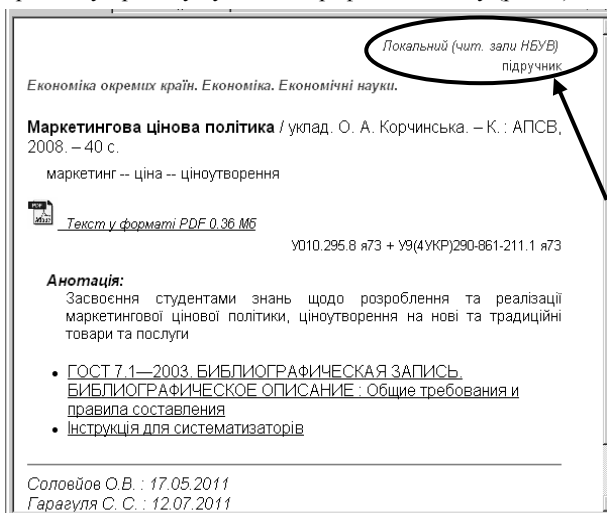 Локальний (чит. зали НБУВ)
підручник
Економіка окремих країн. Економіка. Економічні науки.
Маркетингова цінова політика / уклад. О. А. Корчинська. – К. : АПСВ,
2008. – 40 с.
маркетинг -- ціна -- ціноутворення
Текст у форматі PDF 0.36 Мб
У010.295.8 я73 + У9(4УКР)290-861-211.1 я73
Анотація:
Засвоєння студентами знань щодо розроблення та реалізації
маркетингової цінової політики, ціноутворення на нові та традиційні
товари та послуги
• ГОСТ 7.1—2003. БИБЛИОГРАФИЧЕСКАЯ ЗАПИСЬ.
БИБЛИОГРАФИЧЕСКОЕ ОПИСАНИЕ : Общие требования и
правила составления
• Інструкція для систематизаторів
Соловйов О.В. : 17.05.2011
Гарагуля С. С. : 12.07.2011